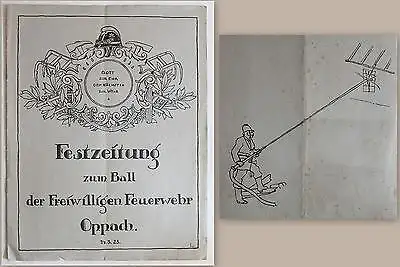 GOTT
ZUR EHR
DEM NÄCHSTEN
ZUR WEHR
Festzeitung
zum Ball
der Freiwilligen Feuerwehr
Oppach.